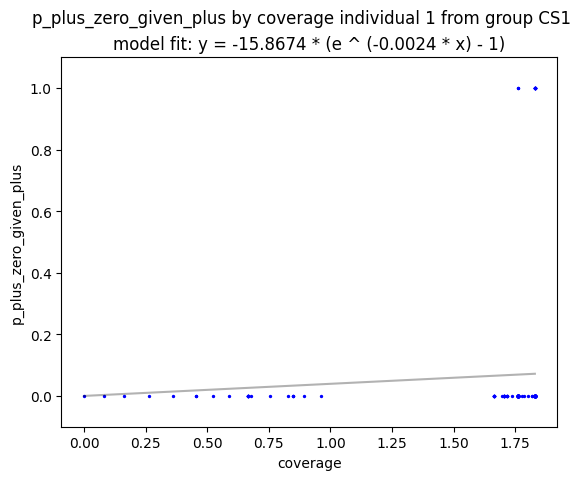 p_plus_zero_given_plus by coverage individual 1 from group CS1
model fit: y = -15.8674 * (e ^ (-0.0024 * x) - 1)
1.0
0.8
0.6
0.4
0.2
0.0
p_plus_zero_given_plus
0.00 0.25 0.50 0.75 1.00 1.25 1.50 1.75
coverage